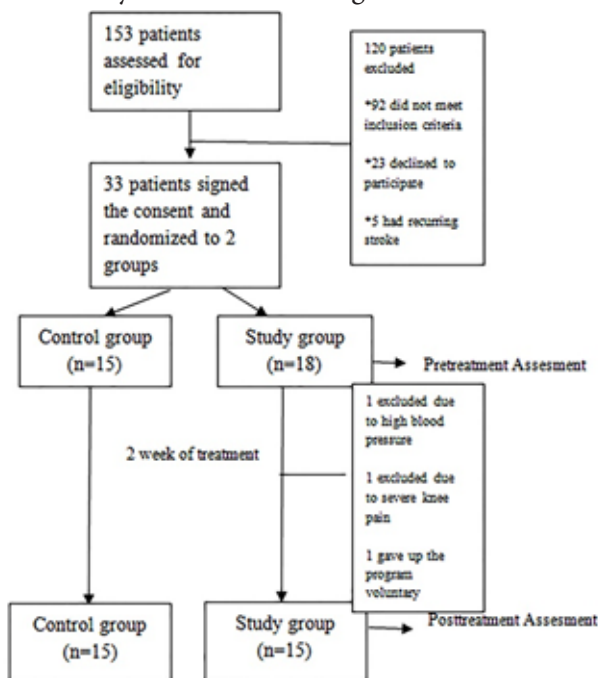 153 patients
assessed for
eligibility
120 patients
excluded
*92 did not meet
inclusion criteria
*23 declined to
participate
*5 had recurring
stroke
33 patients signed
the consent and
randomized to 2
groups
Control group
(n=15)
Study group
(n=18)
Pretreatment Assesment
2 week of treatment
1 excluded due
to high blood
pressure
1 excluded due
to severe knee
pain
1 gave up the
program
voluntary
Control group
(n=15)
Study group
(n=15)
Posttreatment Assesment